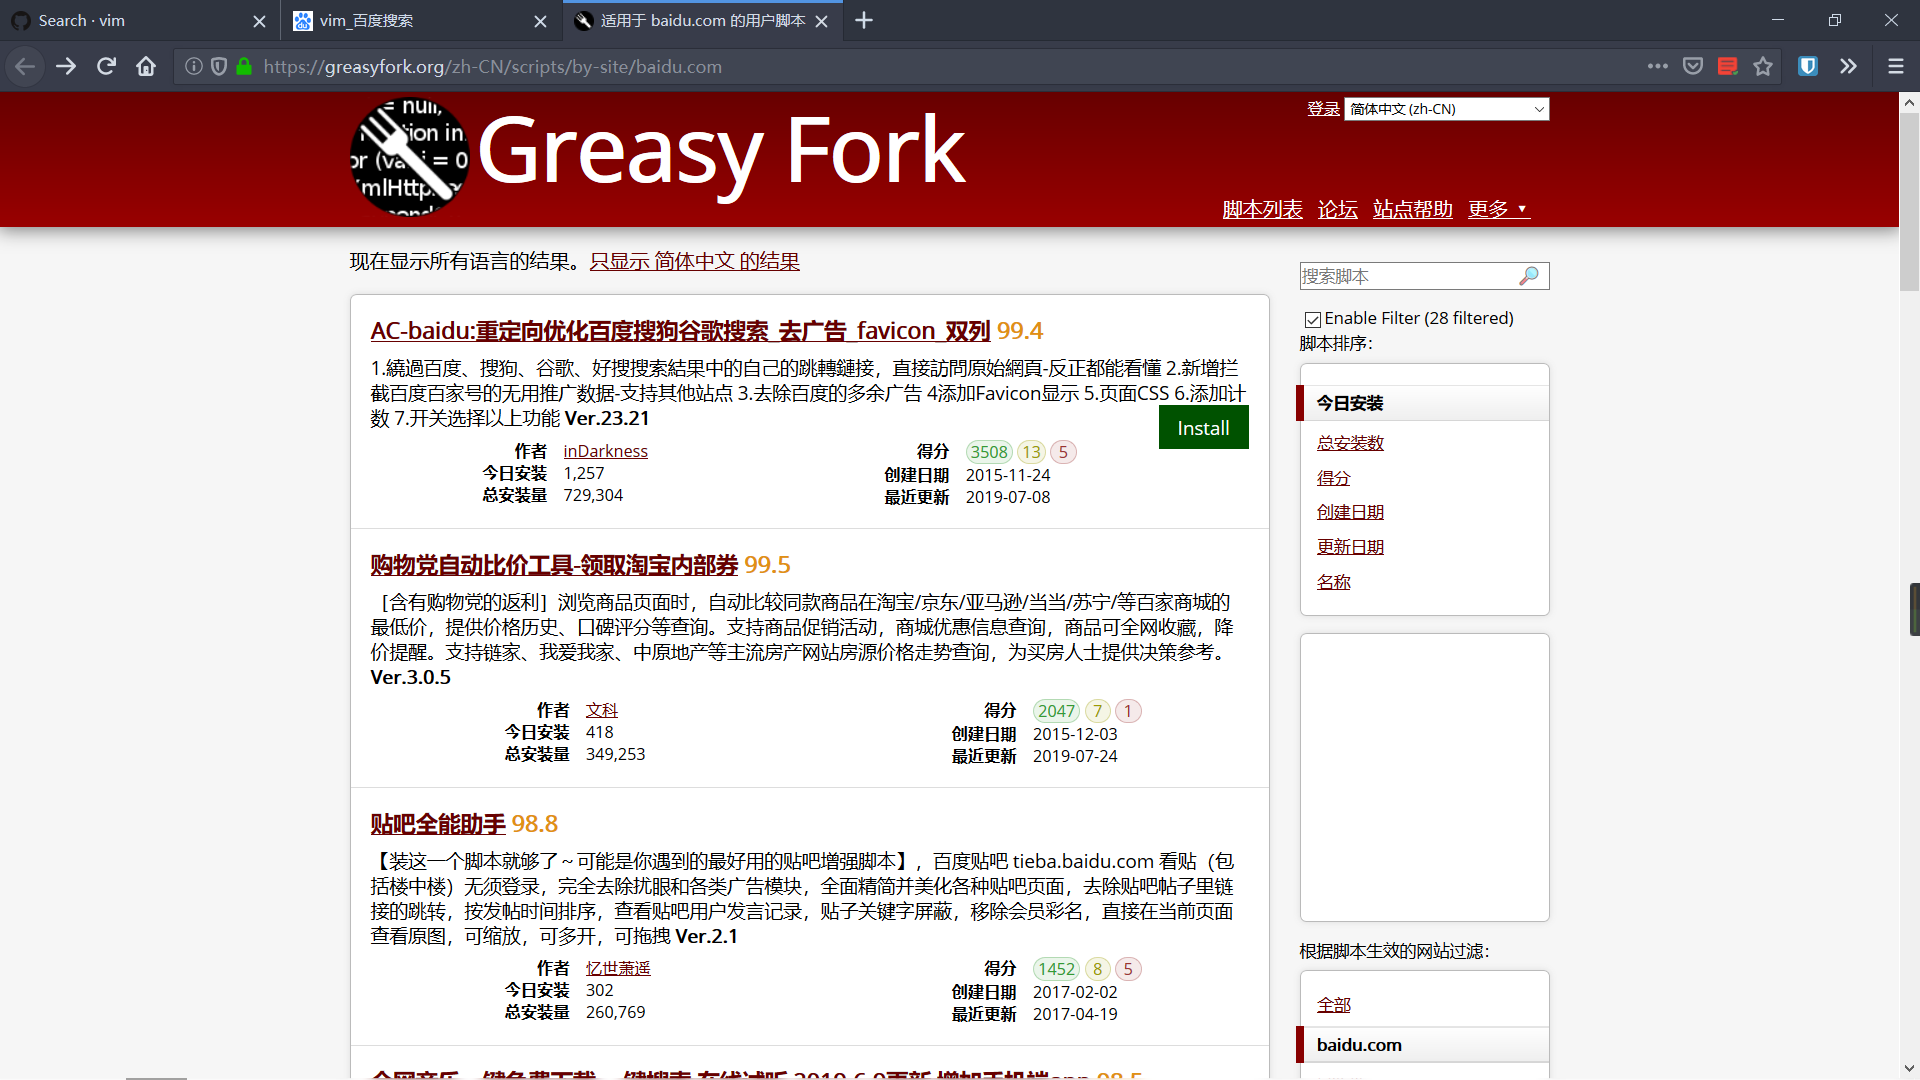 Search · vim
vim_百度搜索
适用于 baidu.com 的用户脚本
https://greasyfork.org/zh-CN/scripts/by-site/baidu.com
Greasy Fork
登录 简体中文 (zh-CN)
脚本列表 论坛 站点帮助 更多 ▼
现在显示所有语言的结果。只显示 简体中文 的结果
AC-baidu:重定向优化百度搜狗谷歌搜索_去广告_favicon_双列 99.4
1.繞過百度、搜狗、谷歌、好搜搜索結果中的自己的跳轉鏈接，直接訪問原始網頁-反正都能看懂 2.新增拦
截百度百家号的无用推广数据-支持其他站点 3.去除百度的多余广告 4添加Favicon显示 5.页面CSS 6.添加计
数 7.开关选择以上功能 Ver.23.21
Install
作者 inDarkness
今日安装 1,257
总安装量 729,304
得分 3508 13 5
创建日期 2015-11-24
最近更新 2019-07-08
购物党自动比价工具-领取淘宝内部券 99.5
［含有购物党的返利］浏览商品页面时，自动比较同款商品在淘宝/京东/亚马逊/当当/苏宁/等百家商城的
最低价，提供价格历史、口碑评分等查询。支持商品促销活动，商城优惠信息查询，商品可全网收藏，降
价提醒。支持链家、我爱我家、中原地产等主流房产网站房源价格走势查询，为买房人士提供决策参考。
Ver.3.0.5
作者 文科
今日安装 418
总安装量 349,253
得分 2047 7 1
创建日期 2015-12-03
最近更新 2019-07-24
贴吧全能助手 98.8
【装这一个脚本就够了～可能是你遇到的最好用的贴吧增强脚本】，百度贴吧 tieba.baidu.com 看贴（包
括楼中楼）无须登录，完全去除扰眼和各类广告模块，全面精简并美化各种贴吧页面，去除贴吧帖子里链
接的跳转，按发帖时间排序，查看贴吧用户发言记录，贴子关键字屏蔽，移除会员彩名，直接在当前页面
查看原图，可缩放，可多开，可拖拽 Ver.2.1
作者 忆世萧遥
今日安装 302
总安装量 260,769
得分 1452 8 5
创建日期 2017-02-02
最近更新 2017-04-19
搜索脚本
Enable Filter (28 filtered)
脚本排序：
今日安装
总安装数
得分
创建日期
更新日期
名称
根据脚本生效的网站过滤：
全部
baidu.com